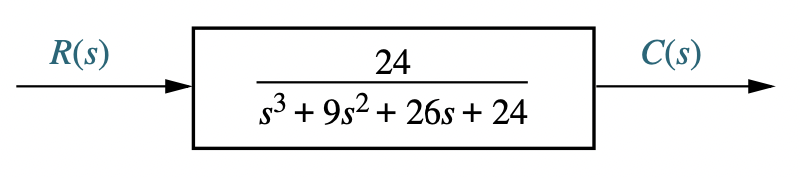 R(s)
24
s³ + 9s² + 26s + 24
C(s)